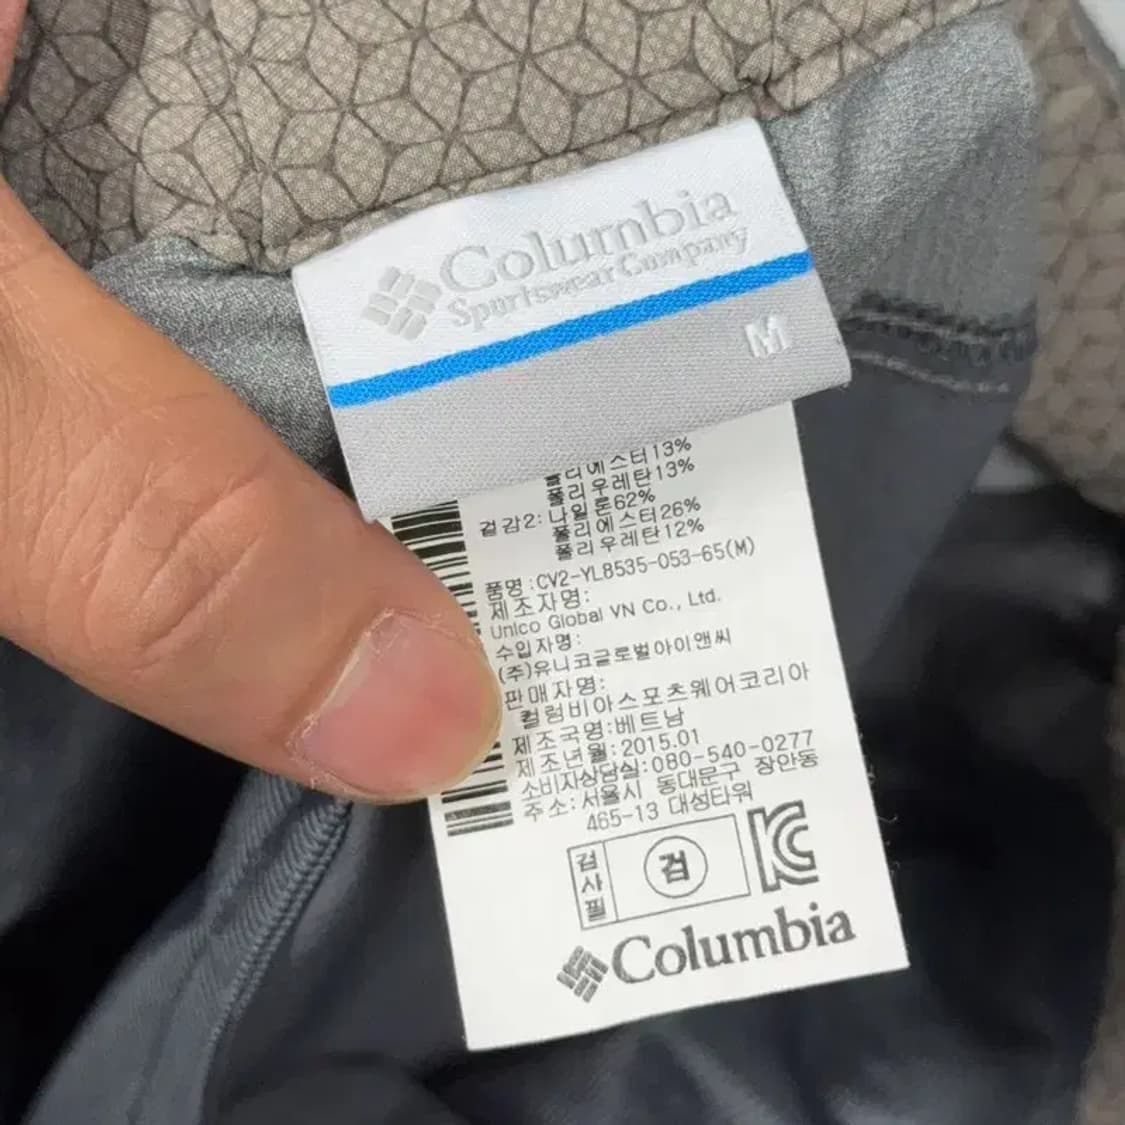 Columbia
Sportswear Company
M
폴리에스터13%
폴리우레탄13%
겉감2: 나일론62%
폴리에스터26%
폴리우레탄12%
품명:CV2-YL8535-053-65(M)
제조자명:
Unico Global VN Co., Ltd.
수입자명:
(주)유니코글로벌아이앤씨
판매자명:
컬럼비아스포츠웨어코리아
제조국명:베트남
제조년월:2015.01
소비자상담실:080-540-0277
주소:서울시 동대문구 장안동
465-13 대성타워
검사필
검
Columbia